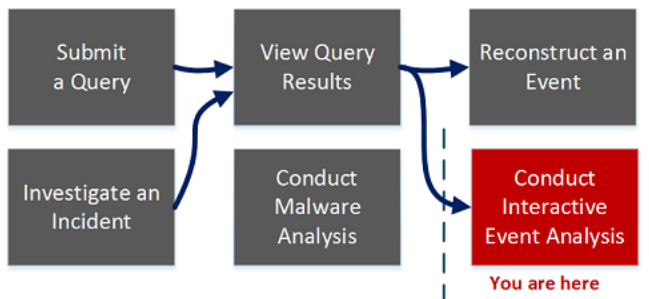 Submit
a Query
View Query
Results
Reconstruct an
Event
Investigate an
Incident
Conduct
Malware
Analysis
Conduct
Interactive
Event Analysis
You are here